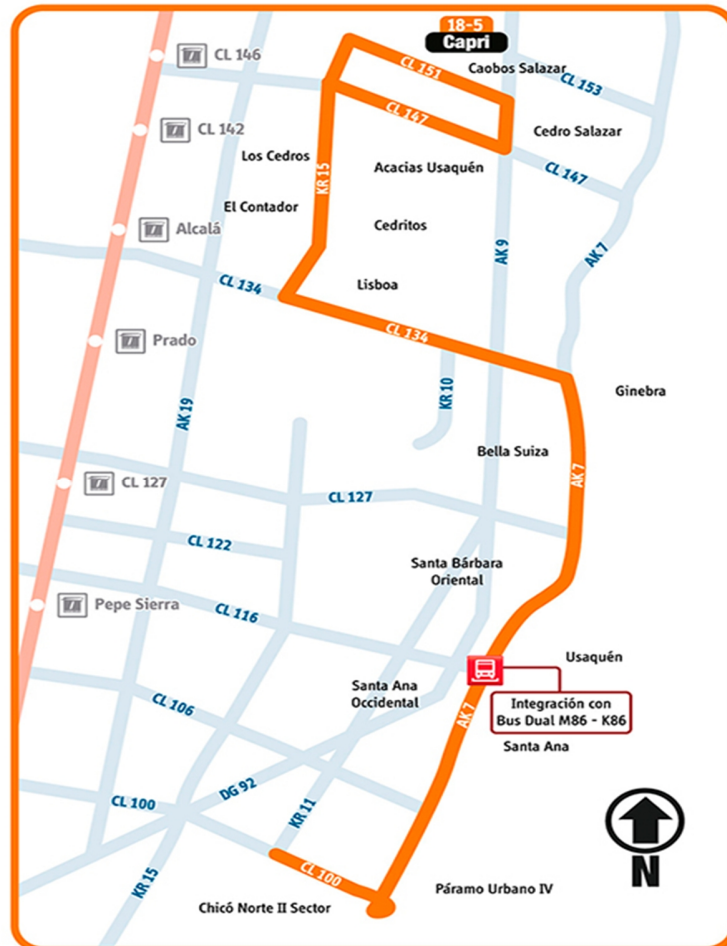 18-5
Capri
CL 146
CL 151
Caobos Salazar
CL 153
CL 147
CL 142
Cedro Salazar
Los Cedros
Acacias Usaquén
CL 147
KR 15
El Contador
Alcalá
Cedritos
AK 9
AK 7
CL 134
Lisboa
CL 134
Prado
KR 10
Ginebra
AK 19
Bella Suiza
AK 7
CL 127
CL 127
CL 122
Santa Bárbara
Oriental
Pepe Sierra
CL 116
Usaquén
Santa Ana
Occidental
Integración con
Bus Dual M86 - K86
CL 106
AK 7
Santa Ana
DG 92
CL 100
KR 11
KR 15
CL 100
Páramo Urbano IV
Chicó Norte II Sector
N